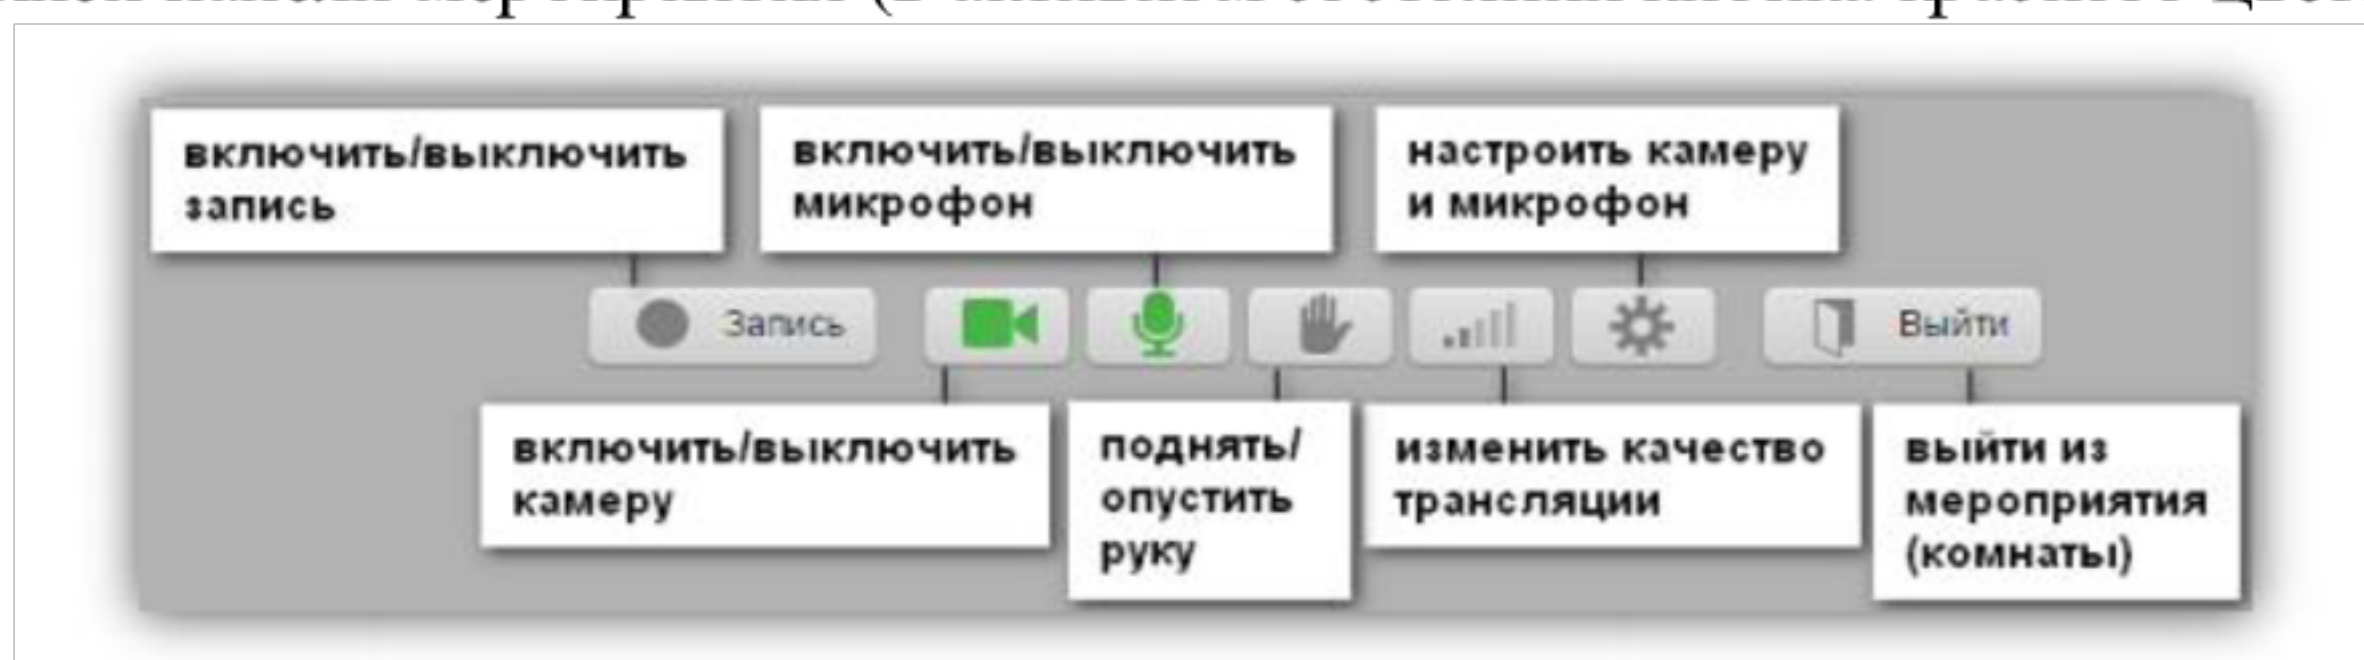 включить/выключить
запись
включить/выключить
микрофон
настроить камеру
и микрофон
Запись
Выйти
включить/выключить
камеру
поднять/
опустить
руку
изменить качество
трансляции
выйти из
мероприятия
(комнаты)